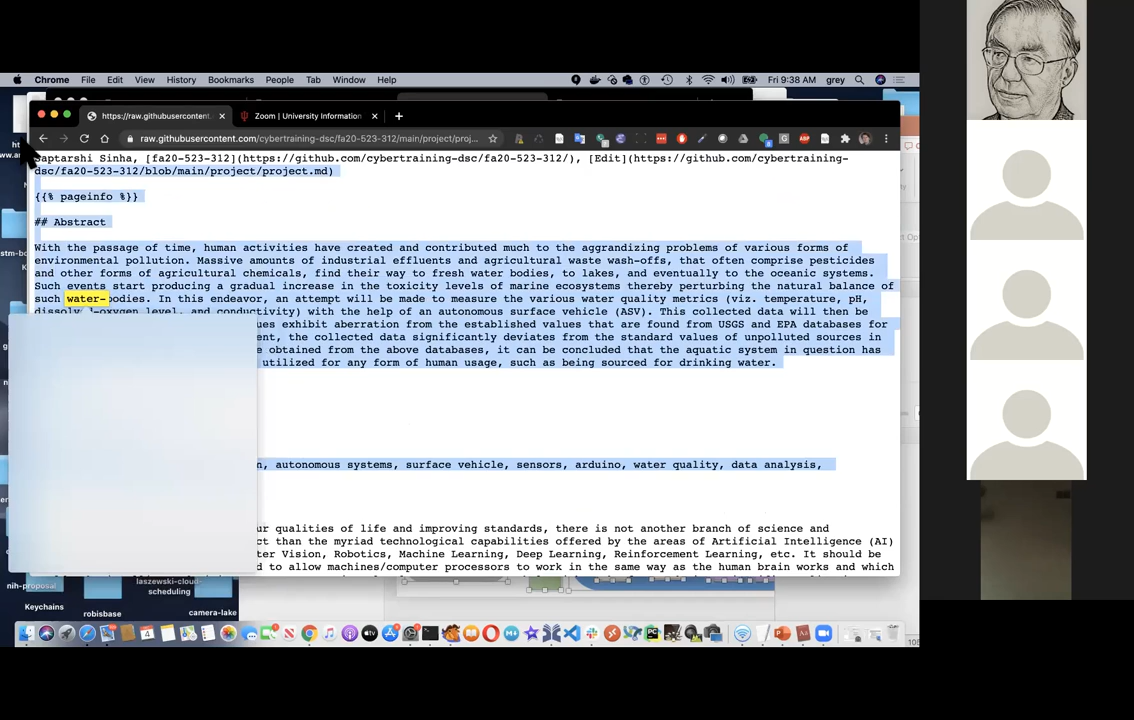 Chrome File Edit View History Bookmarks People Tab Window Help Fri 9:38 AM grey
https://raw.githubusercontent. Zoom | University Information
raw.githubusercontent.com/cybertraining-dsc/fa20-523-312/main/project/proj...
Saptarshi Sinha, [fa20-523-312](https://github.com/cybertraining-dsc/fa20-523-312/), [Edit](https://github.com/cybertraining-
dsc/fa20-523-312/blob/main/project/project.md)
{{% pageinfo %}}
## Abstract
With the passage of time, human activities have created and contributed much to the aggrandizing problems of various forms of
environmental pollution. Massive amounts of industrial effluents and agricultural waste wash-offs, that often comprise pesticides
and other forms of agricultural chemicals, find their way to fresh water bodies, to lakes, and eventually to the oceanic systems.
Such events start producing a gradual increase in the toxicity levels of marine ecosystems thereby perturbing the natural balance of
such water-bodies. In this endeavor, an attempt will be made to measure the various water quality metrics (viz. temperature, pH,
level, and conductivity) with the help of an autonomous surface vehicle (ASV). This collected data will then be
ues exhibit aberration from the established values that are found from USGS and EPA databases for
ent, the collected data significantly deviates from the standard values of unpolluted sources in
e obtained from the above databases, it can be concluded that the aquatic system in question has
utilized for any form of human usage, such as being sourced for drinking water.
n, autonomous systems, surface vehicle, sensors, arduino, water quality, data analysis,
ur qualities of life and improving standards, there is not another branch of science and
ct than the myriad technological capabilities offered by the areas of Artificial Intelligence (AI)
ter Vision, Robotics, Machine Learning, Deep Learning, Reinforcement Learning, etc. It should be
d to allow machines/computer processors to work in the same way as the human brain works and which
nih-proposal
laszewski-cloud-
scheduling
Keychains
robisbase
camera-lake